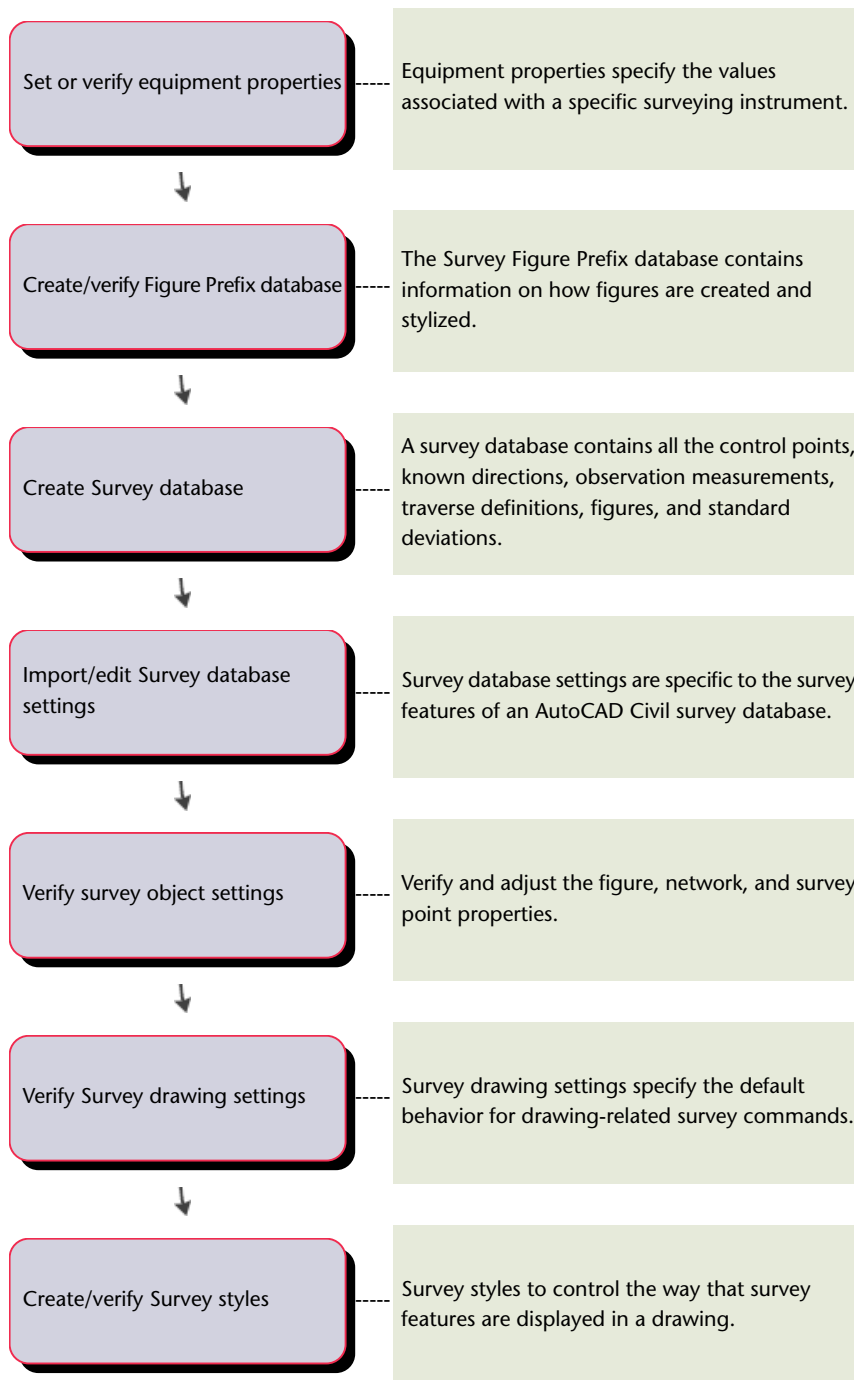 Set or verify equipment properties
Equipment properties specify the values
associated with a specific surveying instrument.
Create/verify Figure Prefix database
The Survey Figure Prefix database contains
information on how figures are created and
stylized.
Create Survey database
A survey database contains all the control points,
known directions, observation measurements,
traverse definitions, figures, and standard
deviations.
Import/edit Survey database
settings
Survey database settings are specific to the survey
features of an AutoCAD Civil survey database.
Verify survey object settings
Verify and adjust the figure, network, and survey
point properties.
Verify Survey drawing settings
Survey drawing settings specify the default
behavior for drawing-related survey commands.
Create/verify Survey styles
Survey styles to control the way that survey
features are displayed in a drawing.